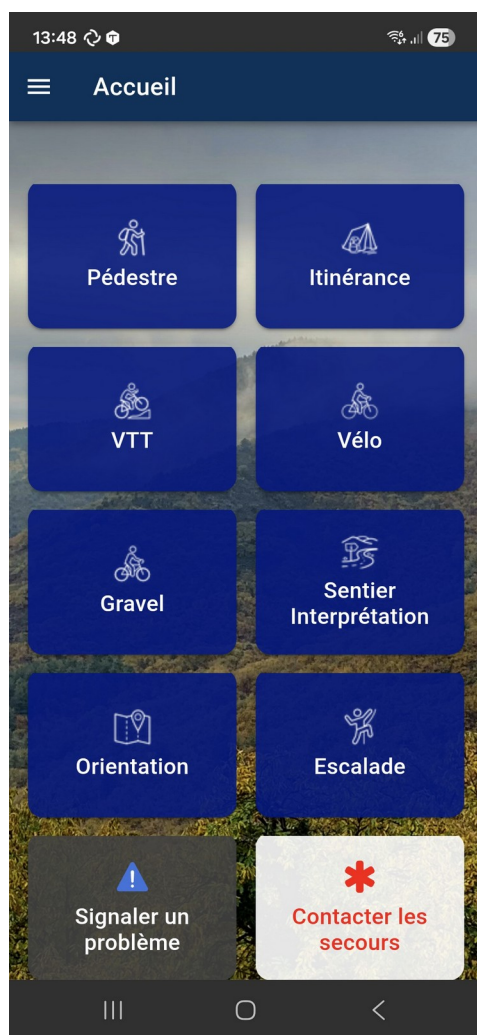 13:48
75
Accueil
Pédestre
Itinérance
VTT
Vélo
Gravel
Sentier
Interprétation
Orientation
Escalade
Signaler un
problème
Contacter les
secours